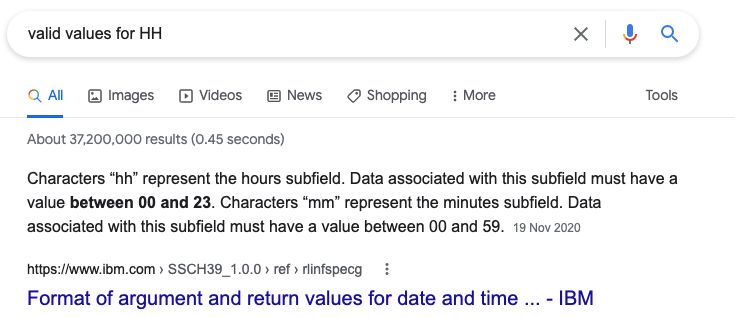 valid values for HH
All Images Videos News Shopping More Tools
About 37,200,000 results (0.45 seconds)
Characters “hh” represent the hours subfield. Data associated with this subfield must have a
value between 00 and 23. Characters “mm” represent the minutes subfield. Data
associated with this subfield must have a value between 00 and 59. 19 Nov 2020
https://www.ibm.com › SSCH39_1.0.0 › ref › rlinfspecg
Format of argument and return values for date and time ... - IBM